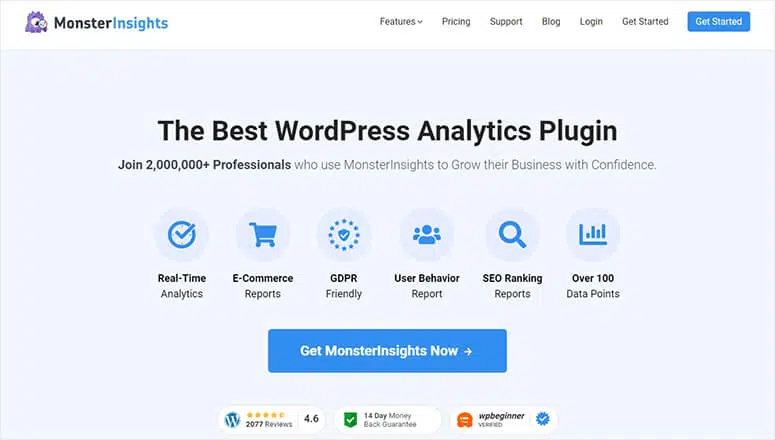 MonsterInsights Features Pricing Support Blog Login Get Started Get Started
The Best WordPress Analytics Plugin
Join 2,000,000+ Professionals who use MonsterInsights to Grow their Business with Confidence.
Real-Time E-Commerce GDPR User Behavior SEO Ranking Over 100
Analytics Reports Friendly Report Reports Data Points
Get MonsterInsights Now →
2077 Reviews 4.6
14 Day Money
Back Guarantee
wpbeginner
VERIFIED